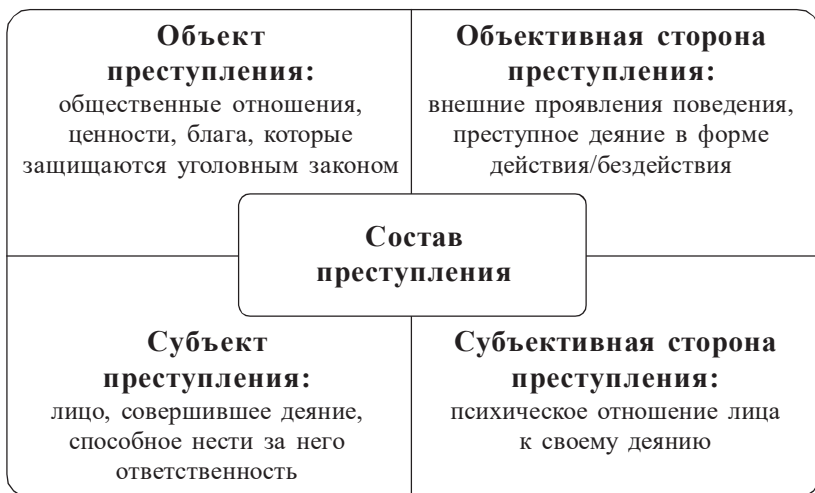 Объект
преступления:
общественные отношения,
ценности, блага, которые
защищаются уголовным законом
Объективная сторона
преступления:
внешние проявления поведения,
преступное деяние в форме
действия/бездействия
Состав
преступления
Субъект
преступления:
лицо, совершившее деяние,
способное нести за него
ответственность
Субъективная сторона
преступления:
психическое отношение лица
к своему деянию